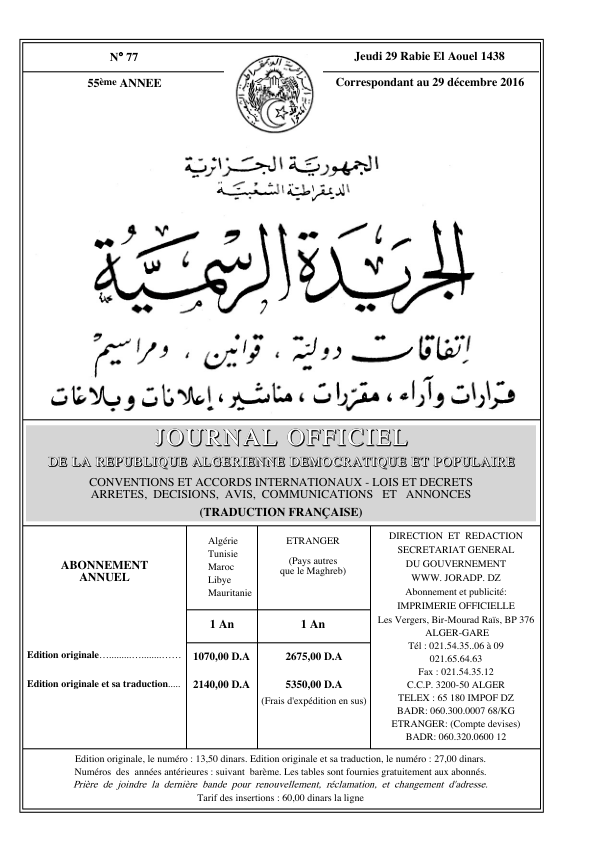 N° 77
Jeudi 29 Rabie El Aouel 1438
55ème ANNEE
Correspondant au 29 décembre 2016
الجمهورية الجزائرية
الديمقراطية الشعبية
الجريدة الرسمية
إتفاقات دولية ، قوانين ، ومراسيم
قرارات وآراء ، مقررات ، مناشير ، إعلانات وبلاغات
JOURNAL OFFICIEL
DE LA REPUBLIQUE ALGERIENNE DEMOCRATIQUE ET POPULAIRE
CONVENTIONS ET ACCORDS INTERNATIONAUX - LOIS ET DECRETS
ARRETES, DECISIONS, AVIS, COMMUNICATIONS ET ANNONCES
(TRADUCTION FRANÇAISE)
ABONNEMENT
ANNUEL
Algérie
Tunisie
Maroc
Libye
Mauritanie
ETRANGER
(Pays autres
que le Maghreb)
1 An
1 An
Edition originale….........…........…… 1070,00 D.A 2675,00 D.A
Edition originale et sa traduction..... 2140,00 D.A 5350,00 D.A
(Frais d'expédition en sus)
DIRECTION ET REDACTION
SECRETARIAT GENERAL
DU GOUVERNEMENT
WWW. JORADP. DZ
Abonnement et publicité:
IMPRIMERIE OFFICIELLE
Les Vergers, Bir-Mourad Raïs, BP 376
ALGER-GARE
Tél : 021.54.35..06 à 09
021.65.64.63
Fax : 021.54.35.12
C.C.P. 3200-50 ALGER
TELEX : 65 180 IMPOF DZ
BADR: 060.300.0007 68/KG
ETRANGER: (Compte devises)
BADR: 060.320.0600 12
Edition originale, le numéro : 13,50 dinars. Edition originale et sa traduction, le numéro : 27,00 dinars.
Numéros des années antérieures : suivant barème. Les tables sont fournies gratuitement aux abonnés.
Prière de joindre la dernière bande pour renouvellement, réclamation, et changement d'adresse.
Tarif des insertions : 60,00 dinars la ligne